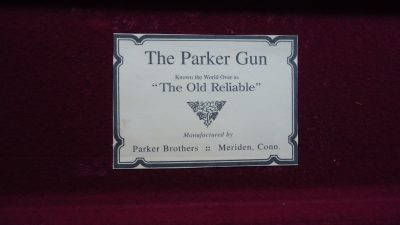 The Parker Gun
Known the World Over as
"The Old Reliable"
Manufactured by
Parker Brothers :: Meriden, Conn.